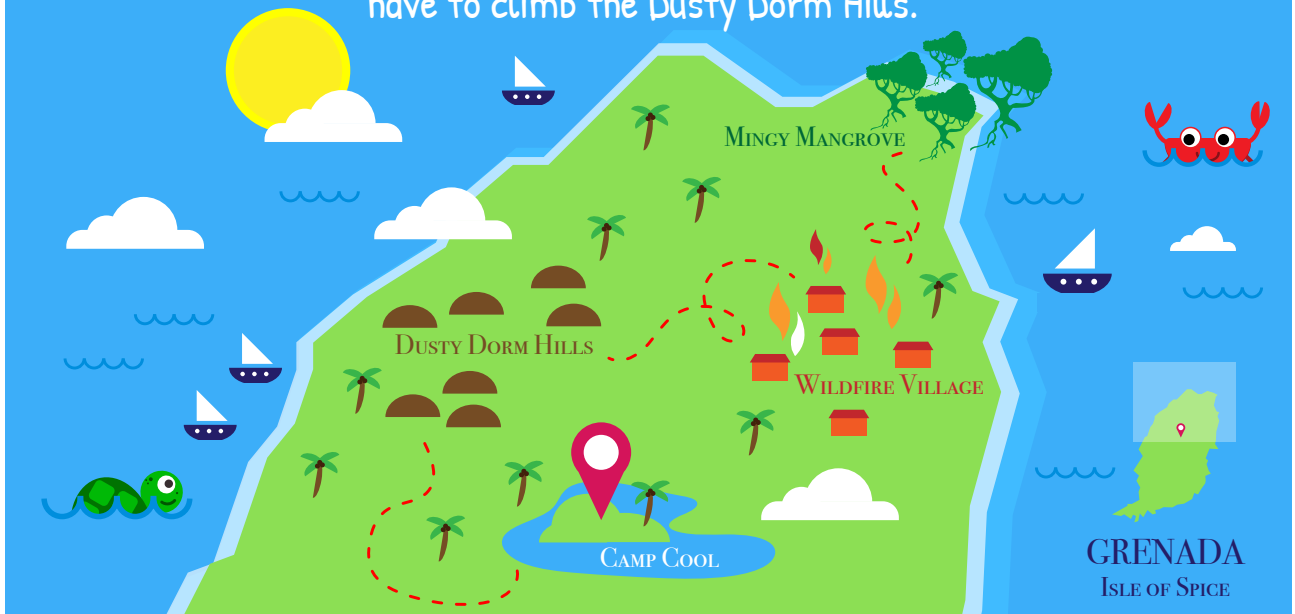 have to climb the Dusty Dorm Hills.
Mingy Mangrove
Dusty Dorm Hills
Wildfire Village
Camp Cool
GRENADA
Isle of Spice